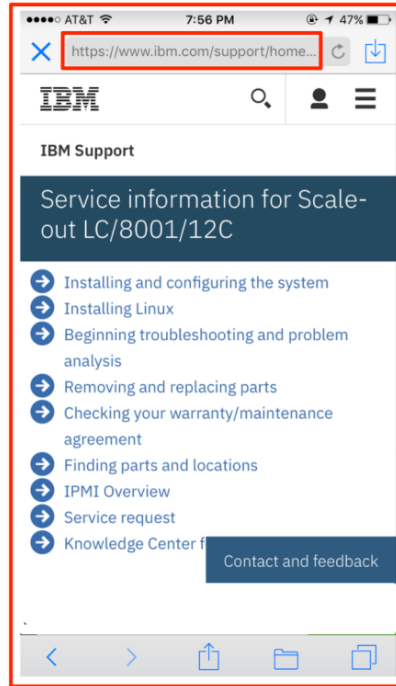 AT&T 7:56 PM 47%
https://www.ibm.com/support/home...
IBM
IBM Support
Service information for Scale-
out LC/8001/12C
Installing and configuring the system
Installing Linux
Beginning troubleshooting and problem
analysis
Removing and replacing parts
Checking your warranty/maintenance
agreement
Finding parts and locations
IPMI Overview
Service request
Knowledge Center f
Contact and feedback